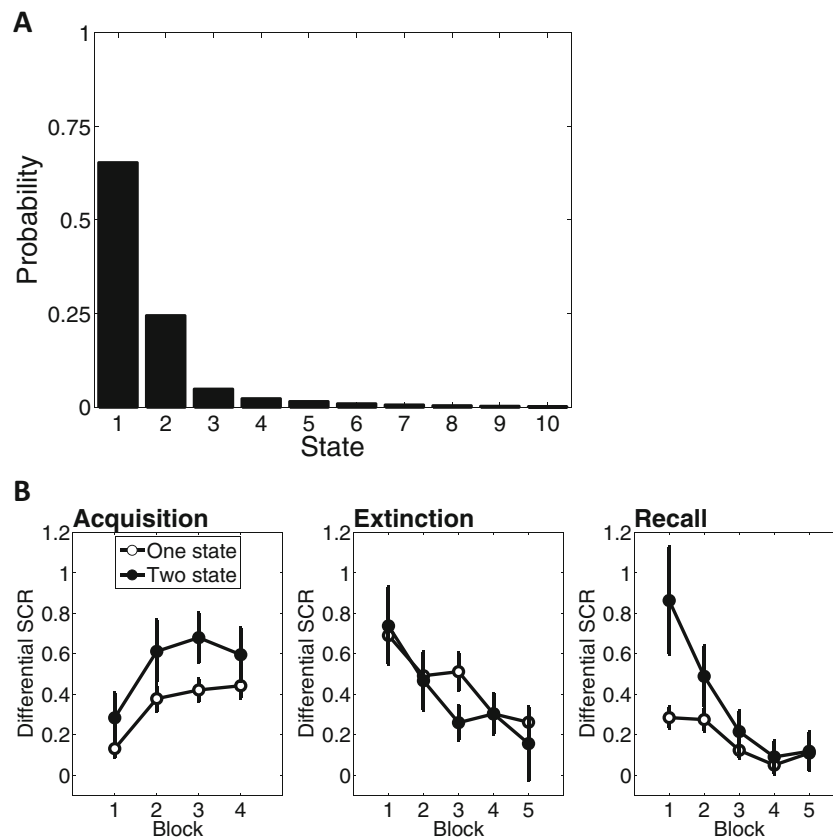 A
1
0.75
0.5
0.25
0
Probability
1 2 3 4 5 6 7 8 9 10
State
B
Acquisition
1.2
1
0.8
0.6
0.4
0.2
0
Differential SCR
One state
Two state
1 2 3 4
Block
Extinction
1.2
1
0.8
0.6
0.4
0.2
0
Differential SCR
1 2 3 4 5
Block
Recall
1.2
1
0.8
0.6
0.4
0.2
0
Differential SCR
1 2 3 4 5
Block